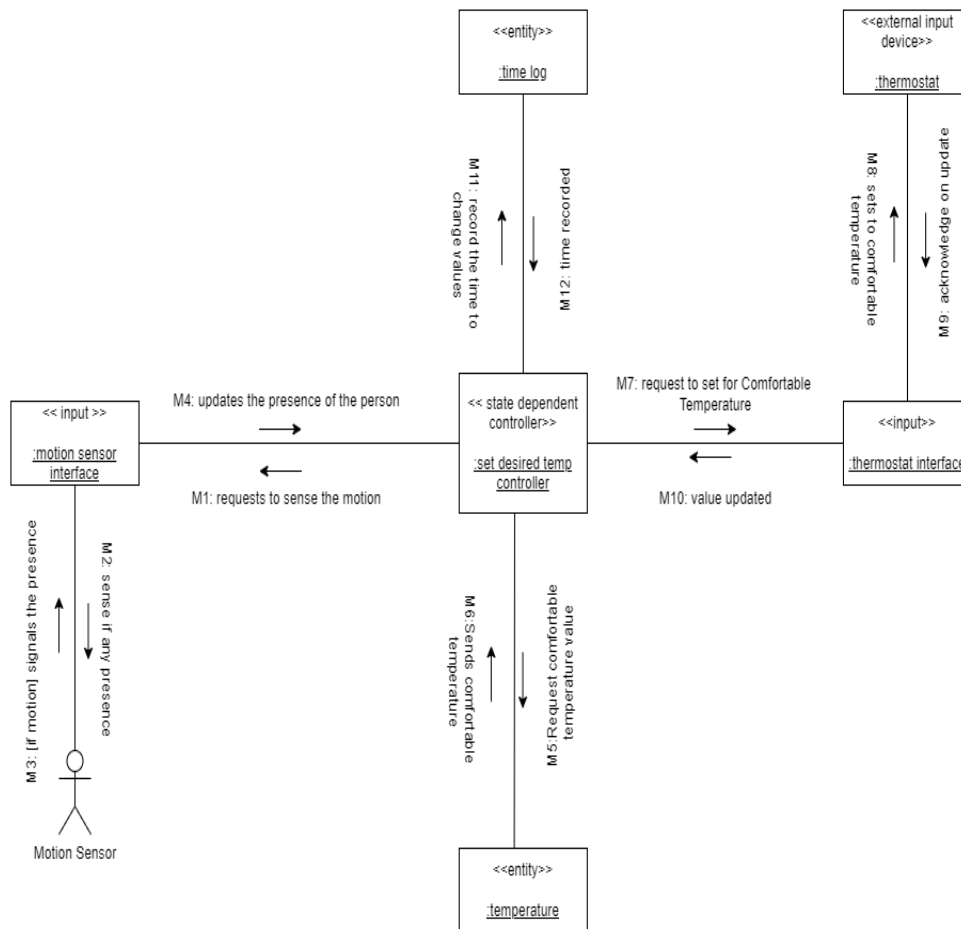 <<entity>>
:time log
<<external input
device>>
:thermostat
M11: record the time to
change values
M12: time recorded
M8: sets to comfortable
temperature
M9: acknowledge on update
M4: updates the presence of the person
M7: request to set for Comfortable
Temperature
<< input >>
:motion sensor
interface
<< state dependent
controller>>
:set desired temp
controller
<<input>>
:thermostat interface
M1: requests to sense the motion
M10: value updated
M3: [if motion] signals the presence
M2: sense if any presence
M6:Sends comfortable
temperature
M5:Request comfortable
temperature value
Motion Sensor
<<entity>>
:temperature